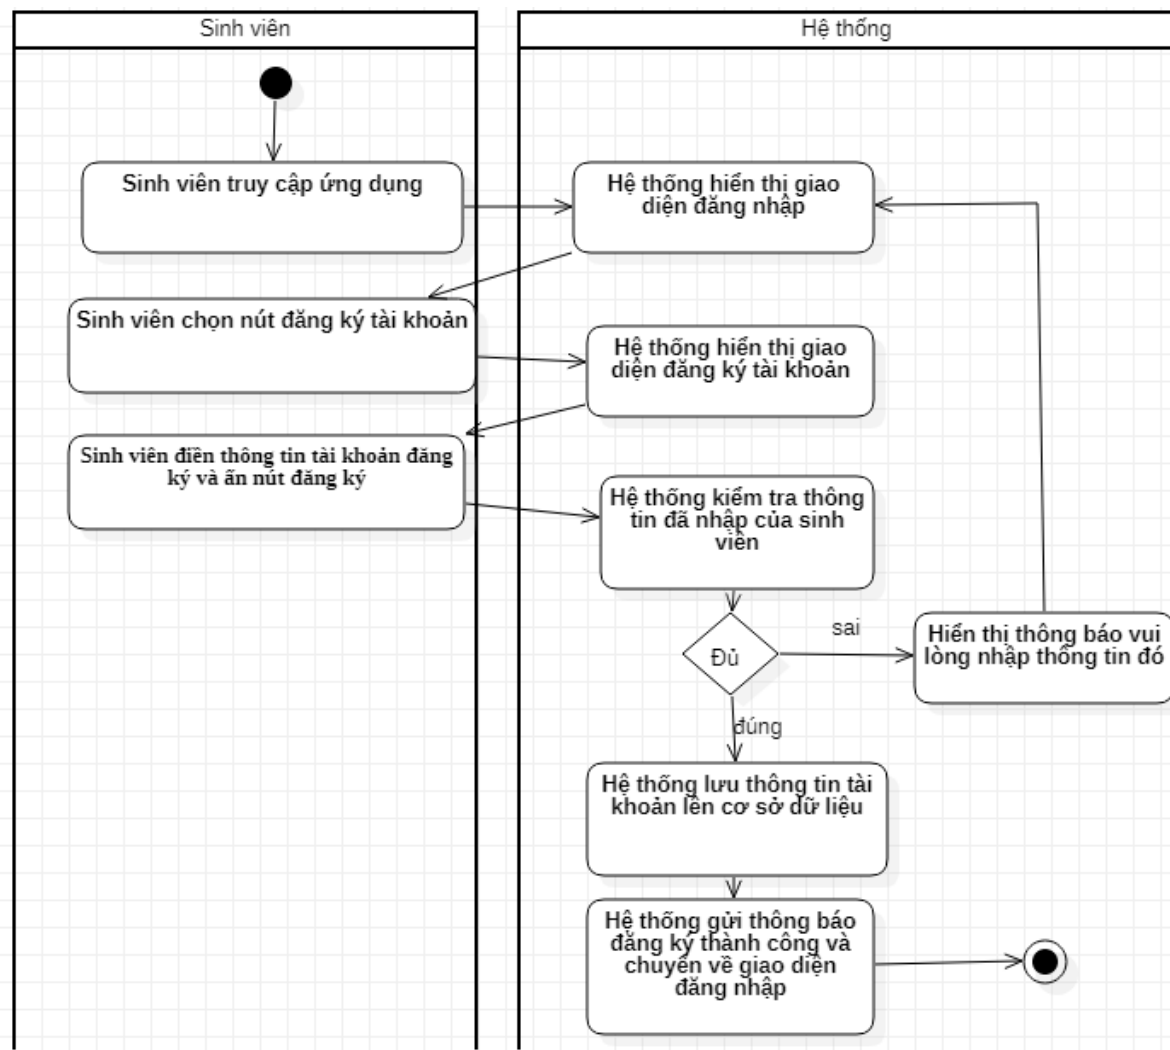 Sinh viên
Hệ thống
Sinh viên truy cập ứng dụng
Hệ thống hiển thị giao
diện đăng nhập
Sinh viên chọn nút đăng ký tài khoản
Hệ thống hiển thị giao
diện đăng ký tài khoản
Sinh viên điền thông tin tài khoản đăng
ký và ấn nút đăng ký
Hệ thống kiểm tra thông
tin đã nhập của sinh
viên
Đủ
sai
Hiển thị thông báo vui
lòng nhập thông tin đó
đúng
Hệ thống lưu thông tin tài
khoản lên cơ sở dữ liệu
Hệ thống gửi thông báo
đăng ký thành công và
chuyển về giao diện
đăng nhập